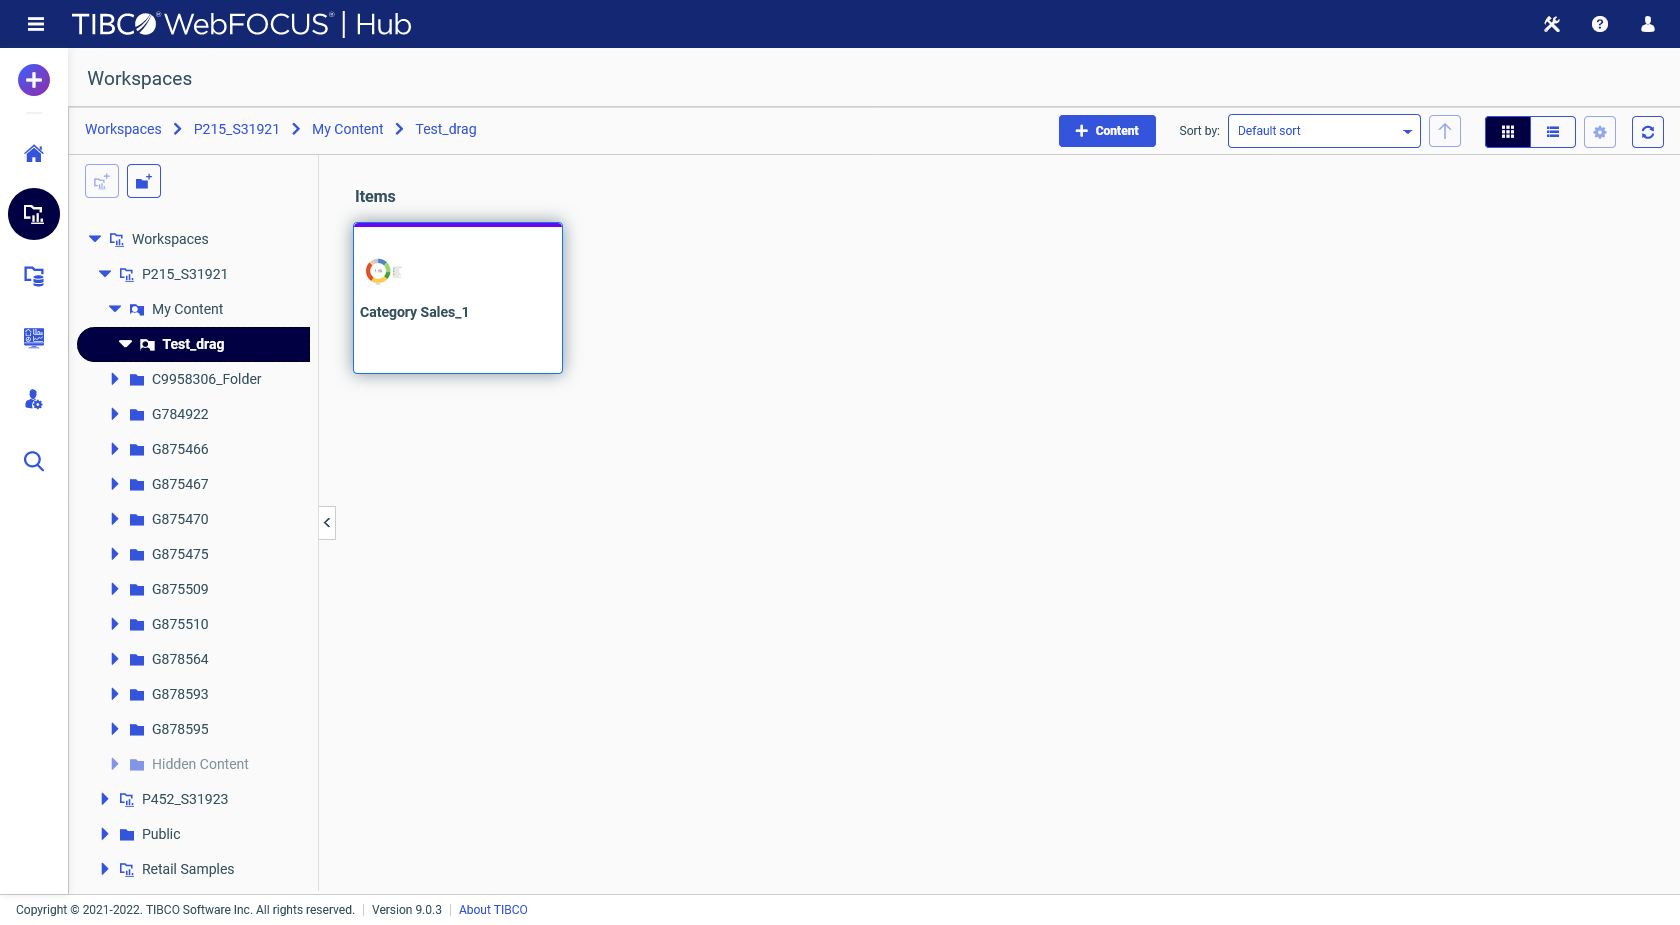 TIBCO® WebFOCUS® | Hub
Workspaces
Workspaces P215_S31921 My Content Test_drag
Content
Sort by:
Default sort
Workspaces
P215_S31921
My Content
Test_drag
C9958306_Folder
G784922
G875466
G875467
G875470
G875475
G875509
G875510
G878564
G878593
G878595
Hidden Content
P452_S31923
Public
Retail Samples
Items
Category Sales_1
Copyright © 2021-2022. TIBCO Software Inc. All rights reserved. Version 9.0.3 About TIBCO